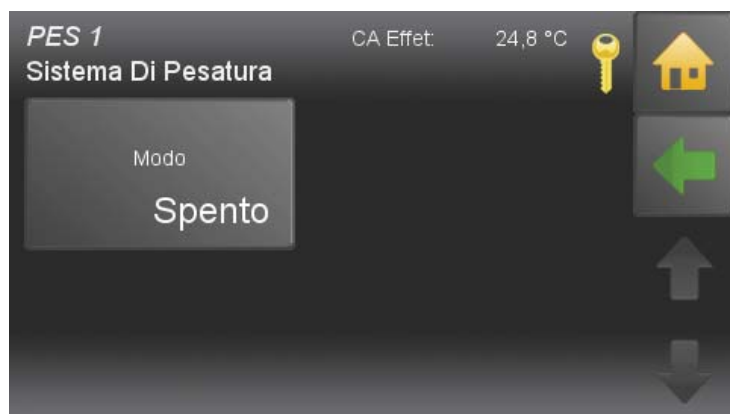 PES 1
CA Effet: 24,8 °C
Sistema Di Pesatura
Modo
Spento